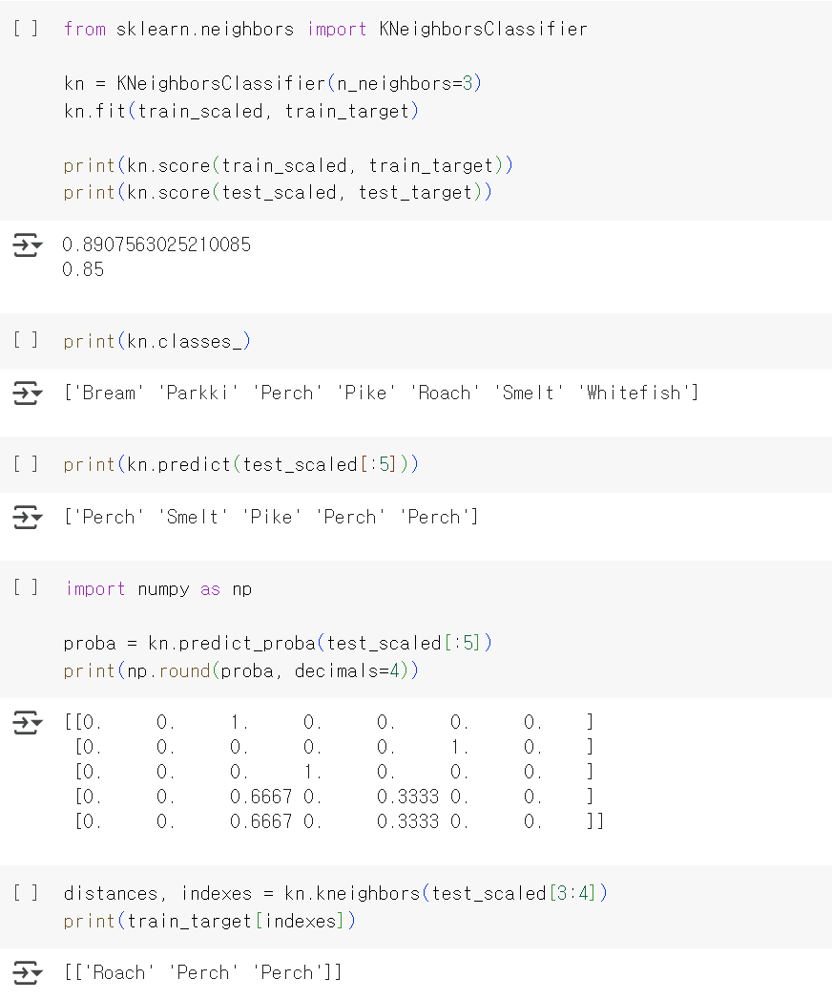 [ ] from sklearn.neighbors import KNeighborsClassifier

kn = KNeighborsClassifier(n_neighbors=3)
kn.fit(train_scaled, train_target)

print(kn.score(train_scaled, train_target))
print(kn.score(test_scaled, test_target))

0.8907563025210085
0.85

[ ] print(kn.classes_)

['Bream' 'Parkki' 'Perch' 'Pike' 'Roach' 'Smelt' 'Whitefish']

[ ] print(kn.predict(test_scaled[:5]))

['Perch' 'Smelt' 'Pike' 'Perch' 'Perch']

[ ] import numpy as np

proba = kn.predict_proba(test_scaled[:5])
print(np.round(proba, decimals=4))

[[0.     0.     1.     0.     0.     0.     0.    ]
 [0.     0.     0.     0.     0.     1.     0.    ]
 [0.     0.     0.     1.     0.     0.     0.    ]
 [0.     0.     0.6667 0.     0.3333 0.     0.    ]
 [0.     0.     0.6667 0.     0.3333 0.     0.    ]]

[ ] distances, indexes = kn.kneighbors(test_scaled[3:4])
print(train_target[indexes])

[['Roach' 'Perch' 'Perch']]